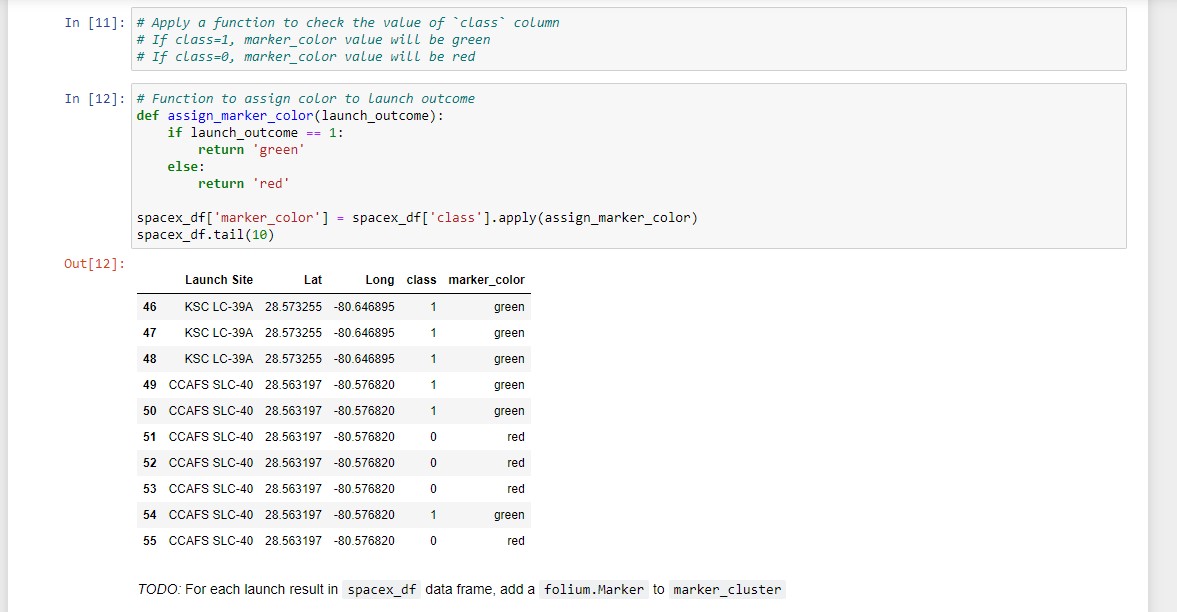 In [11]: # Apply a function to check the value of `class` column
# If class=1, marker_color value will be green
# If class=0, marker_color value will be red
In [12]: # Function to assign color to launch outcome
def assign_marker_color(launch_outcome):
    if launch_outcome == 1:
        return 'green'
    else:
        return 'red'
spacex_df['marker_color'] = spacex_df['class'].apply(assign_marker_color)
spacex_df.tail(10)
Out[12]:
Launch Site Lat Long class marker_color
46 KSC LC-39A 28.573255 -80.646895 1 green
47 KSC LC-39A 28.573255 -80.646895 1 green
48 KSC LC-39A 28.573255 -80.646895 1 green
49 CCAFS SLC-40 28.563197 -80.576820 1 green
50 CCAFS SLC-40 28.563197 -80.576820 1 green
51 CCAFS SLC-40 28.563197 -80.576820 0 red
52 CCAFS SLC-40 28.563197 -80.576820 0 red
53 CCAFS SLC-40 28.563197 -80.576820 0 red
54 CCAFS SLC-40 28.563197 -80.576820 1 green
55 CCAFS SLC-40 28.563197 -80.576820 0 red
TODO: For each launch result in spacex_df data frame, add a folium.Marker to marker_cluster